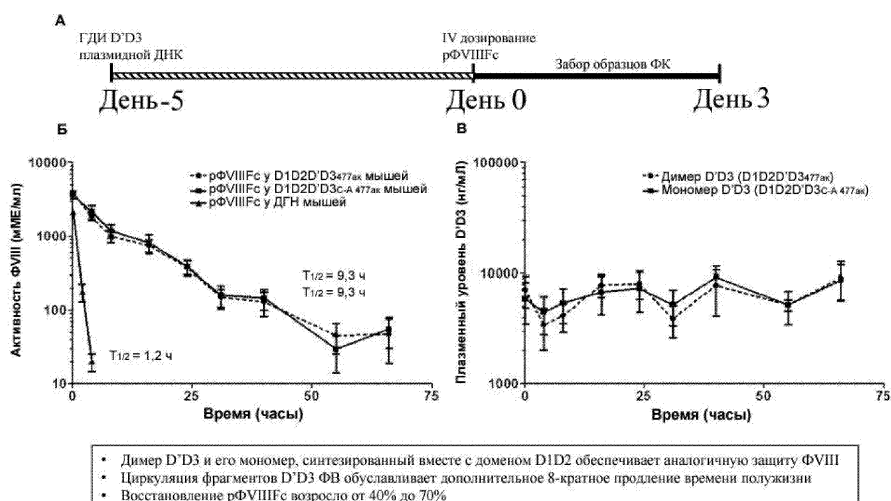 А
ГДИ D'D3
плазмидной ДНК
IV дозирование
рФVIIIFc
Забор образцов ФК
День-5
День 0
День 3
Б
Активность ФVIII (мМЕ/мл)
10000
1000
100
10
рФVIIIFc у D1D2D'D3477ак мышей
рФVIIIFc у D1D2D'D3C-A 477ак мышей
рФVIIIFc у ДГН мышей
T1/2 = 9,3 ч
T1/2 = 9,3 ч
T1/2 = 1,2 ч
0
25
50
75
Время (часы)
В
Плазменный уровень D'D3 (нг/мЛ)
100000
10000
1000
Димер D'D3 (D1D2D'D3477ак)
Мономер D'D3 (D1D2D'D3C-A 477ак)
0
25
50
75
Время (часы)
• Димер D'D3 и его мономер, синтезированный вместе с доменом D1D2 обеспечивает аналогичную защиту ФVIII
• Циркуляция фрагментов D'D3 ФВ обуславливает дополнительное 8-кратное продление времени полужизни
• Восстановление рФVIIIFc возросло от 40% до 70%